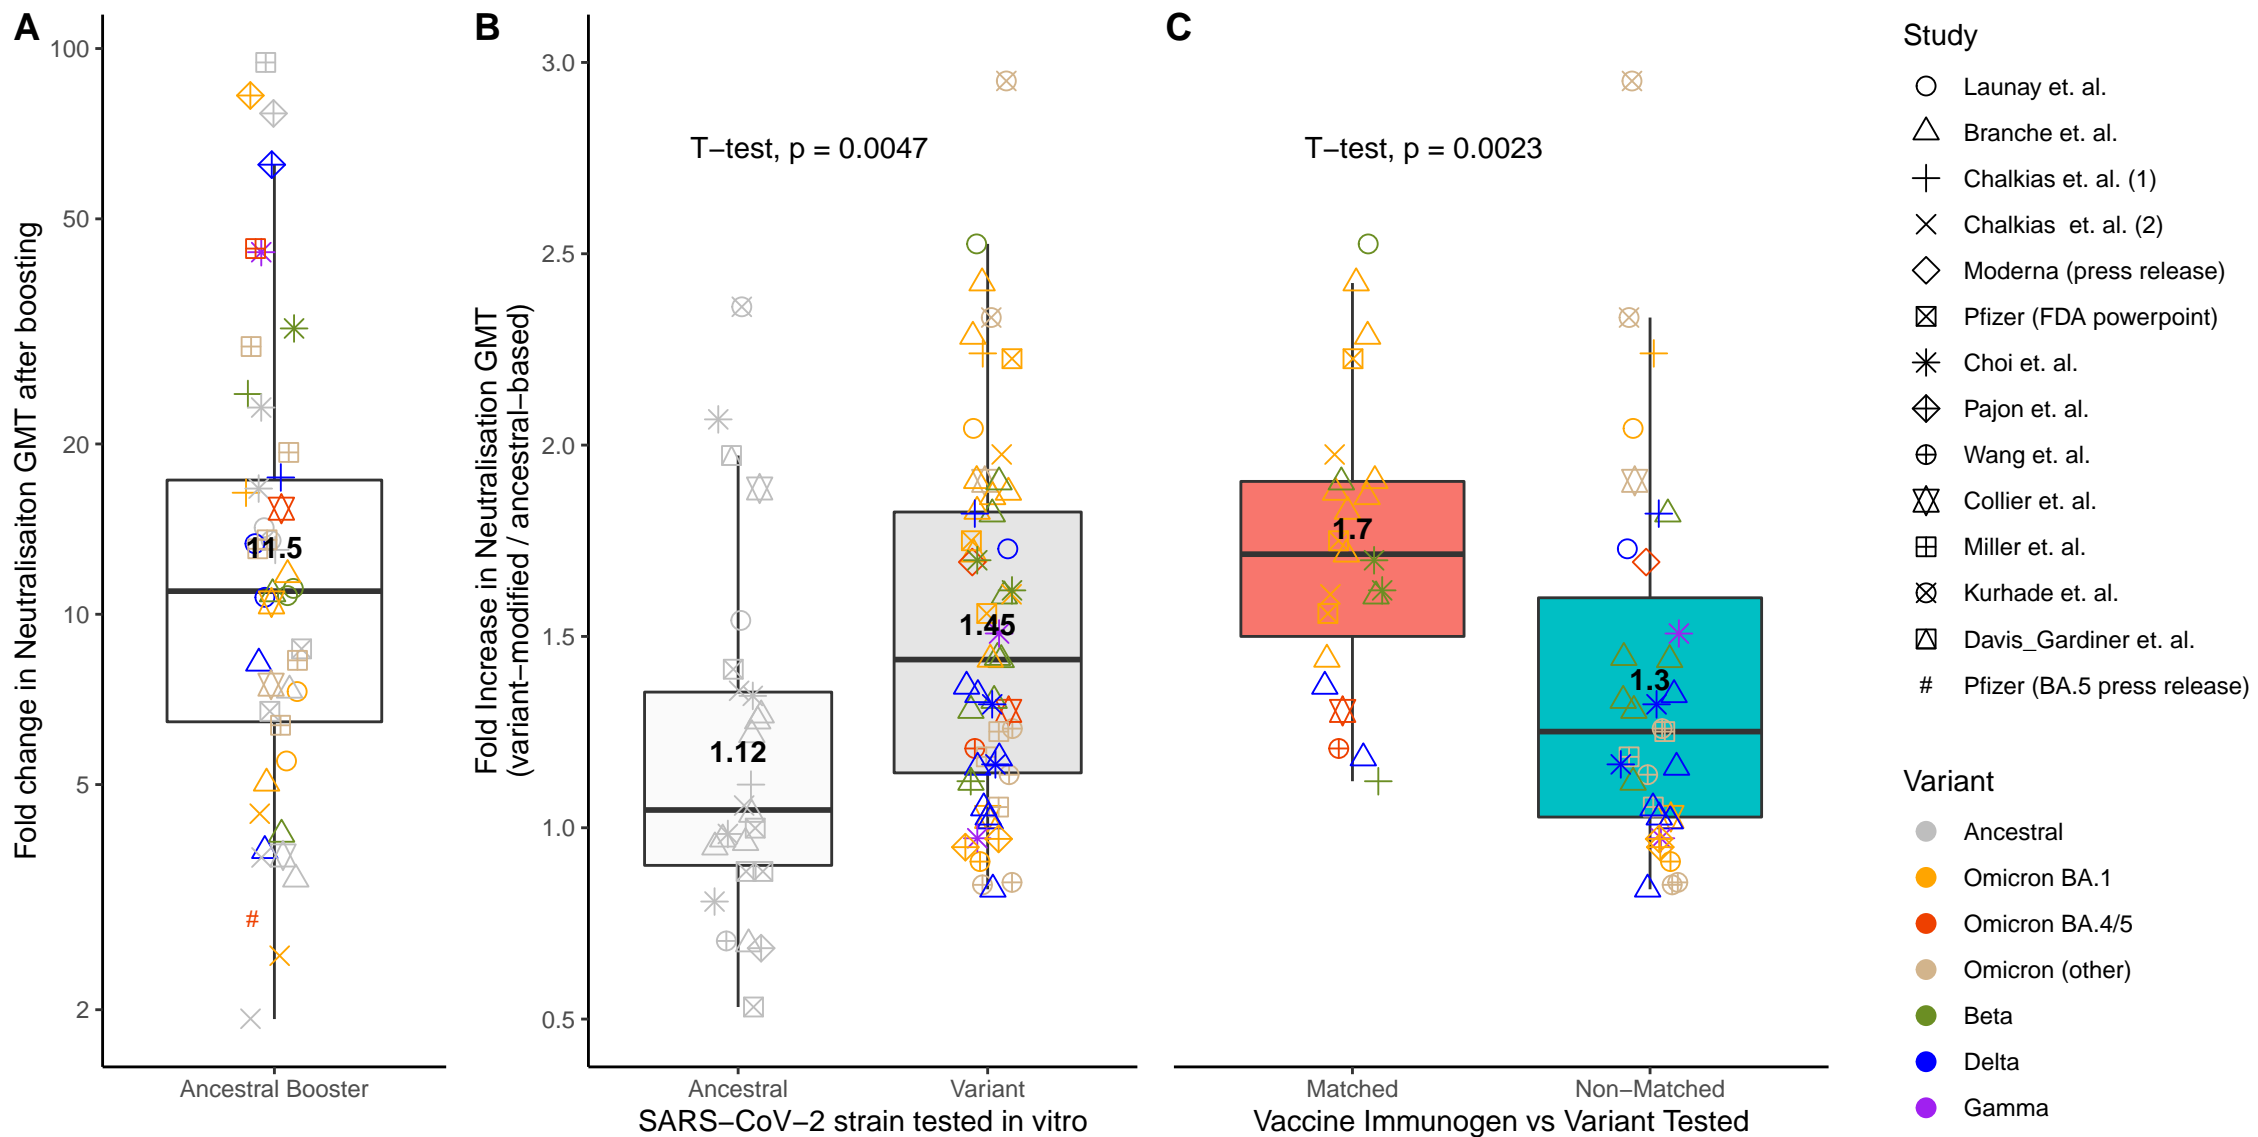 A
B
C
Fold change in Neutralisaiton GMT after boosting
100
50
20
10
5
2
11.5
Ancestral Booster
Fold Increase in Neutralisation GMT
(variant−modified / ancestral−based)
3.0
2.5
2.0
1.5
1.0
0.5
T−test, p = 0.0047
1.12
1.45
Ancestral
Variant
SARS−CoV−2 strain tested in vitro
T−test, p = 0.0023
1.7
1.3
Matched
Non−Matched
Vaccine Immunogen vs Variant Tested
Study
Launay et. al.
Branche et. al.
Chalkias et. al. (1)
Chalkias  et. al. (2)
Moderna (press release)
Pfizer (FDA powerpoint)
Choi et. al.
Pajon et. al.
Wang et. al.
Collier et. al.
Miller et. al.
Kurhade et. al.
Davis_Gardiner et. al.
# Pfizer (BA.5 press release)
Variant
Ancestral
Omicron BA.1
Omicron BA.4/5
Omicron (other)
Beta
Delta
Gamma
#